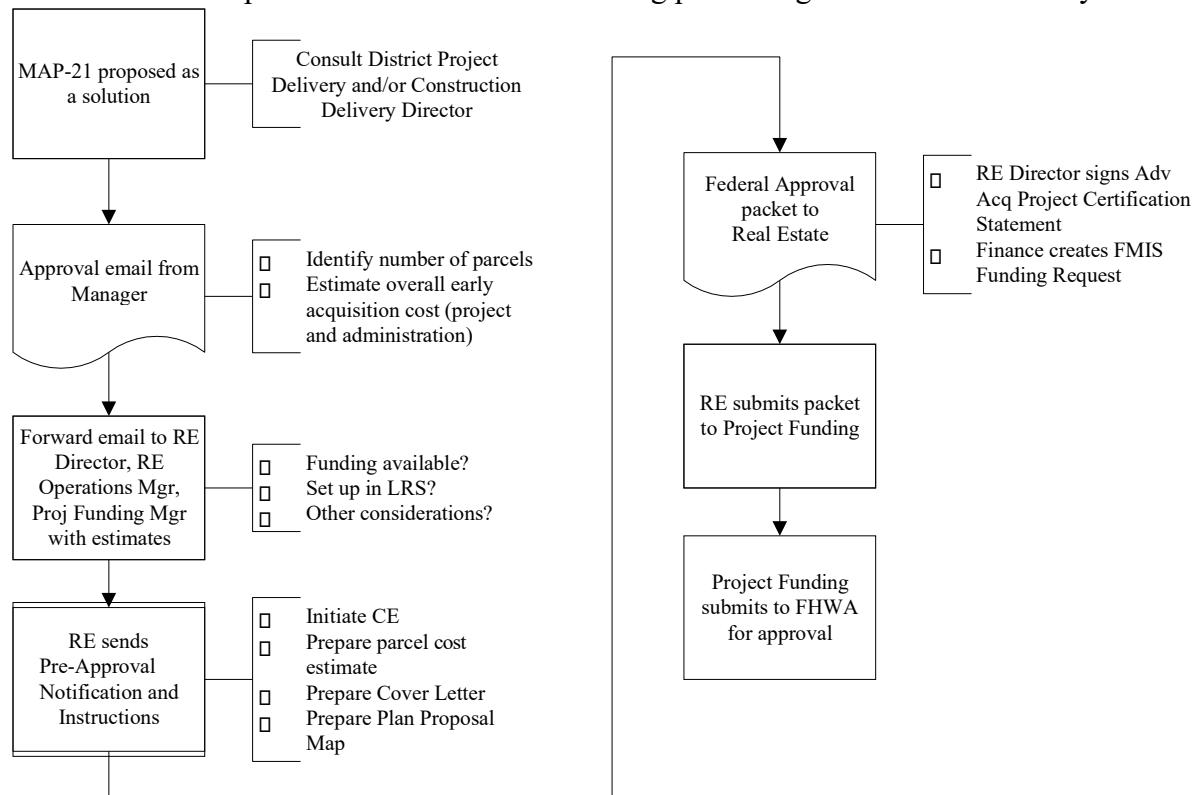 MAP-21 proposed as
a solution
Consult District Project
Delivery and/or Construction
Delivery Director
Approval email from
Manager
Identify number of parcels
Estimate overall early
acquisition cost (project
and administration)
Forward email to RE
Director, RE
Operations Mgr,
Proj Funding Mgr
with estimates
Funding available?
Set up in LRS?
Other considerations?
RE sends
Pre-Approval
Notification and
Instructions
Initiate CE
Prepare parcel cost
estimate
Prepare Cover Letter
Prepare Plan Proposal
Map
Federal Approval
packet to
Real Estate
RE Director signs Adv
Acq Project Certification
Statement
Finance creates FMIS
Funding Request
RE submits packet
to Project Funding
Project Funding
submits to FHWA
for approval